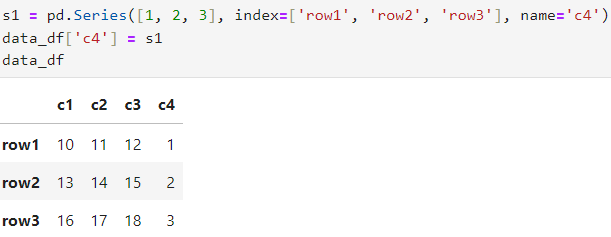 s1 = pd.Series([1, 2, 3], index=['row1', 'row2', 'row3'], name='c4')
data_df['c4'] = s1
data_df
c1 c2 c3 c4
row1 10 11 12 1
row2 13 14 15 2
row3 16 17 18 3